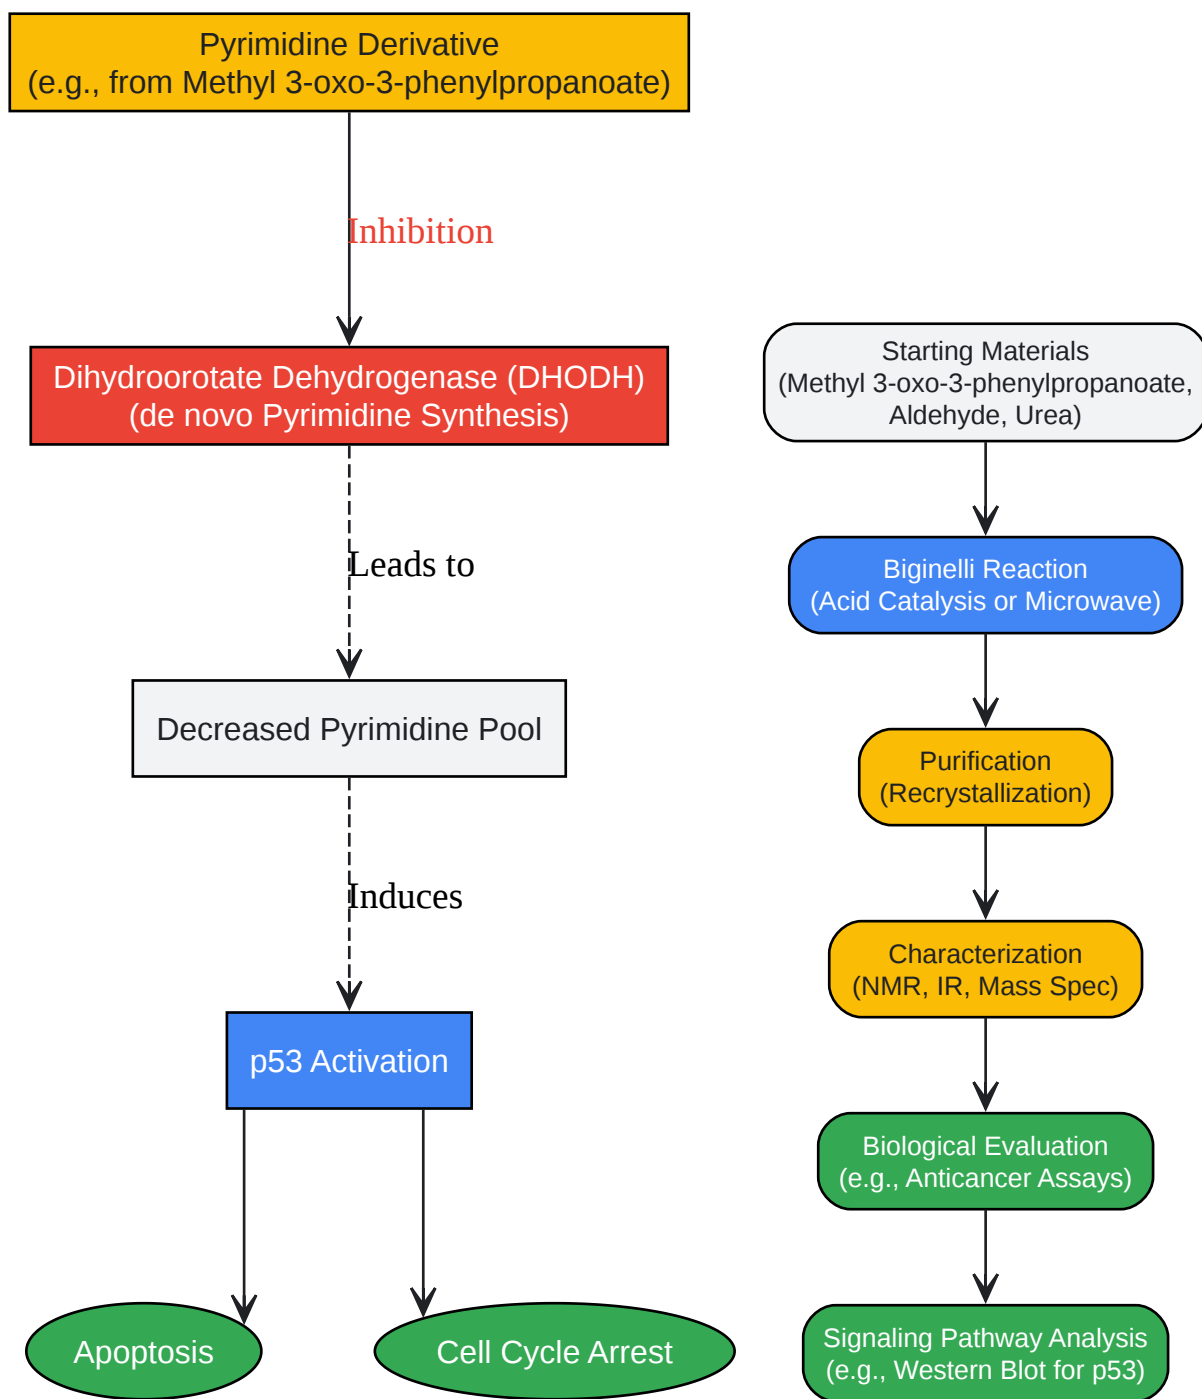 Pyrimidine Derivative
(e.g., from Methyl 3-oxo-3-phenylpropanoate)
Inhibition
Dihydroorotate Dehydrogenase (DHODH)
(de novo Pyrimidine Synthesis)
Leads to
Decreased Pyrimidine Pool
Induces
p53 Activation
Apoptosis
Cell Cycle Arrest
Starting Materials
(Methyl 3-oxo-3-phenylpropanoate,
Aldehyde, Urea)
Biginelli Reaction
(Acid Catalysis or Microwave)
Purification
(Recrystallization)
Characterization
(NMR, IR, Mass Spec)
Biological Evaluation
(e.g., Anticancer Assays)
Signaling Pathway Analysis
(e.g., Western Blot for p53)